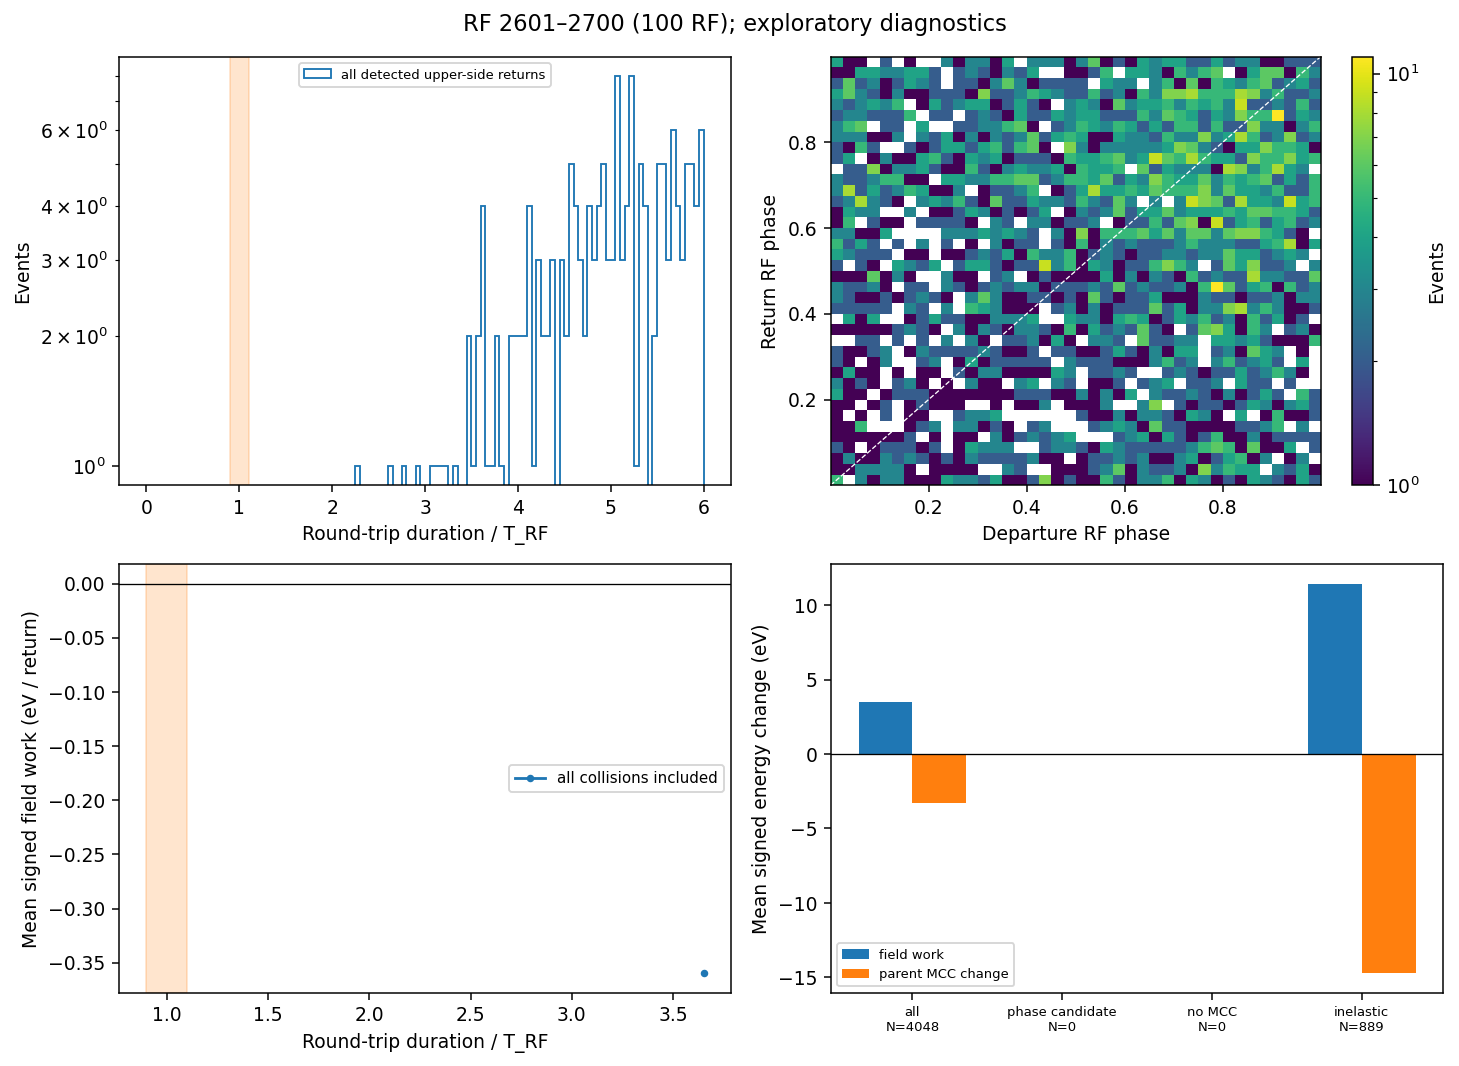 RF 2601–2700 (100 RF); exploratory diagnostics
all detected upper-side returns
Events
6 × 10⁰
4 × 10⁰
3 × 10⁰
2 × 10⁰
10⁰
0 1 2 3 4 5 6
Round-trip duration / T_RF
Return RF phase
0.8
0.6
0.4
0.2
0.2 0.4 0.6 0.8
Departure RF phase
10¹
10⁰
Events
Mean signed field work (eV / return)
0.00
−0.05
−0.10
−0.15
−0.20
−0.25
−0.30
−0.35
all collisions included
1.0 1.5 2.0 2.5 3.0 3.5
Round-trip duration / T_RF
Mean signed energy change (eV)
10
5
0
−5
−10
−15
field work
parent MCC change
all phase candidate no MCC inelastic
N=4048 N=0 N=0 N=889